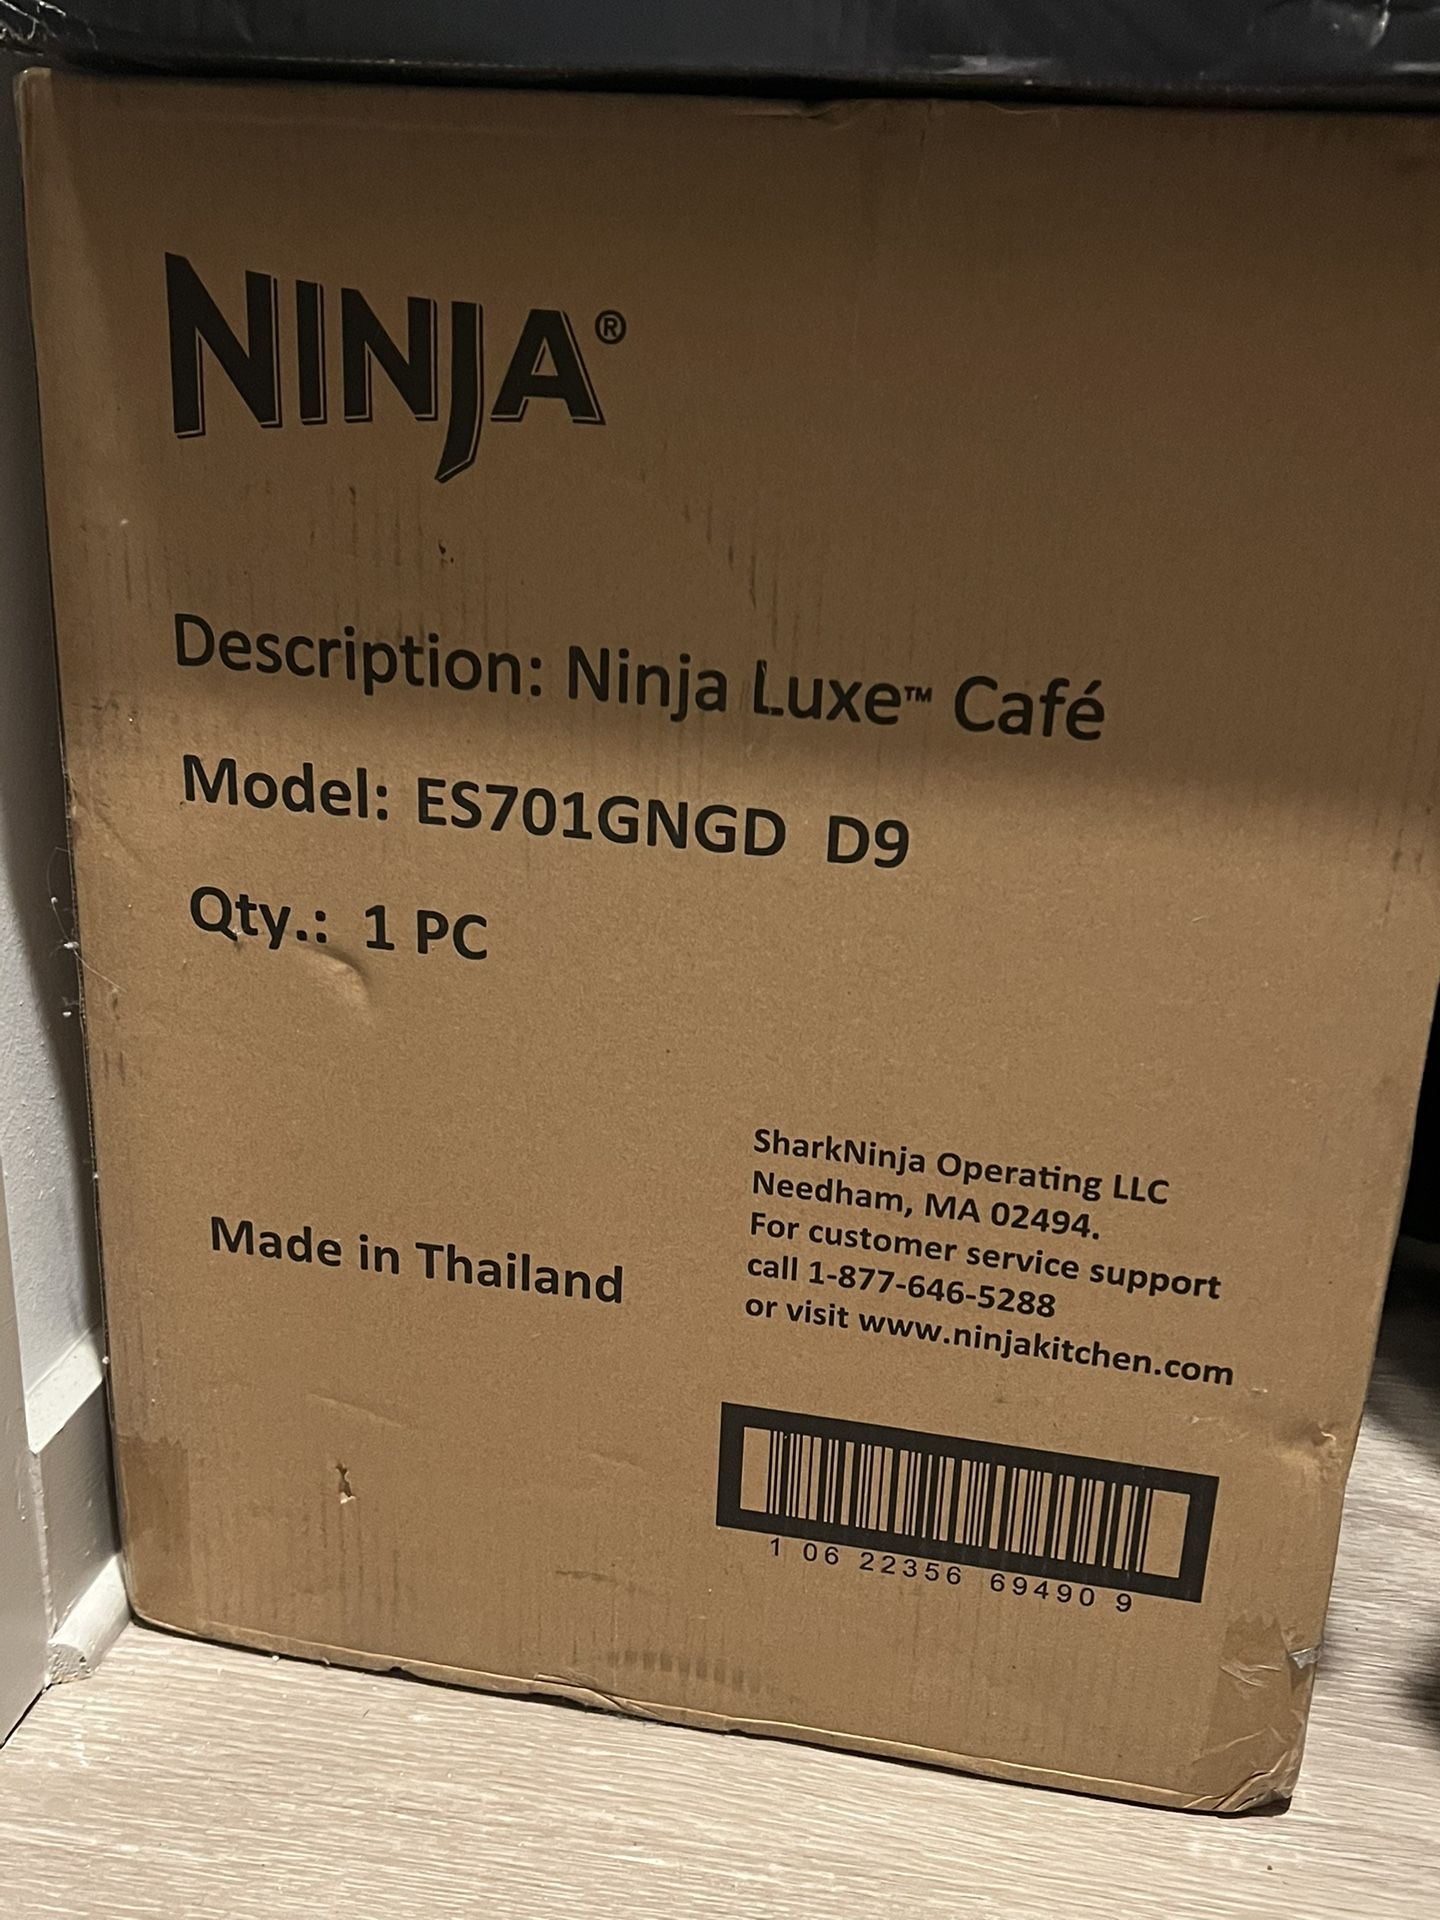 NINJA®
Description: Ninja Luxe™ Café
Model: ES701GNGD D9
Qty.: 1 PC
Made in Thailand
SharkNinja Operating LLC
Needham, MA 02494.
For customer service support
call 1-877-646-5288
or visit www.ninjakitchen.com
1 06 22356 69490 9